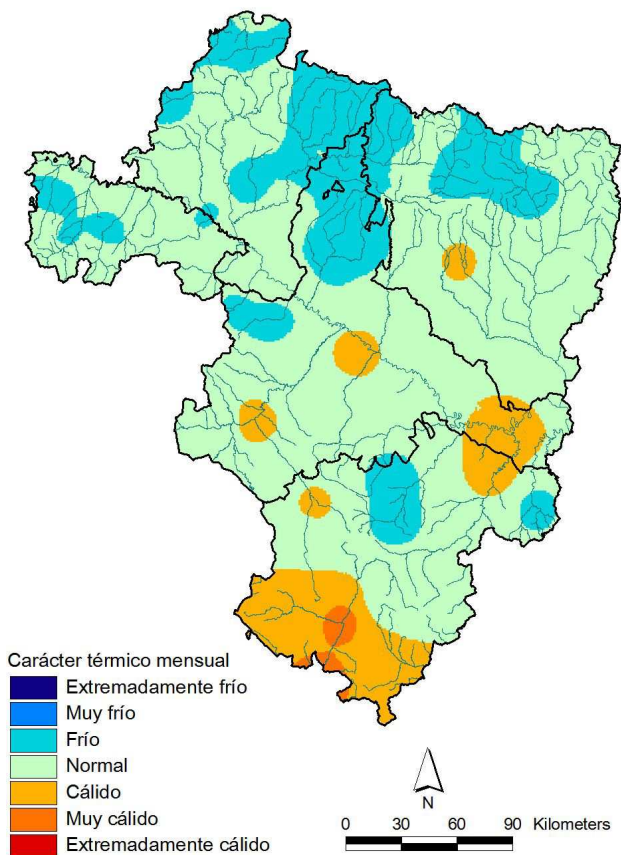 Carácter térmico mensual
Extremadamente frío
Muy frío
Frío
Normal
Cálido
Muy cálido
Extremadamente cálido
N
0 30 60 90 Kilometers